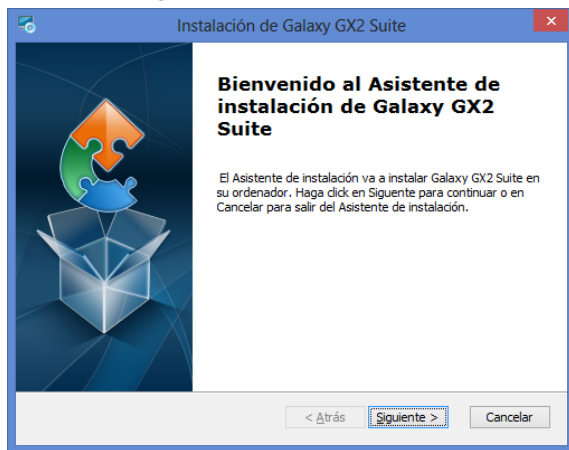 Instalación de Galaxy GX2 Suite
Bienvenido al Asistente de
instalación de Galaxy GX2
Suite
El Asistente de instalación va a instalar Galaxy GX2 Suite en
su ordenador. Haga click en Siguente para continuar o en
Cancelar para salir del Asistente de instalación.
< Atrás
Siguiente >
Cancelar